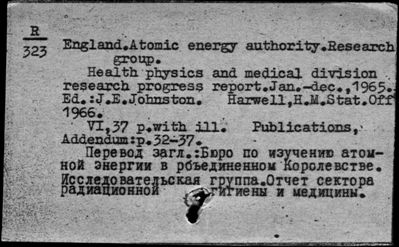 R
323
England.Atomic energy authority.Research
group.
Health physics and medical division
research progress report.Jan.-dec.,1965.
Ed.:J.E.Johnston. Harwell,H.M.Stat.Off
1966.
VI,37 p.with ill. Publications,
Addendum:p.32-37.
Перевод загл.:Бюро по изучению атом-
ной энергии в объединенном Королевстве.
Исследовательская группа.Отчет сектора
радиационной гигиены и медицины.